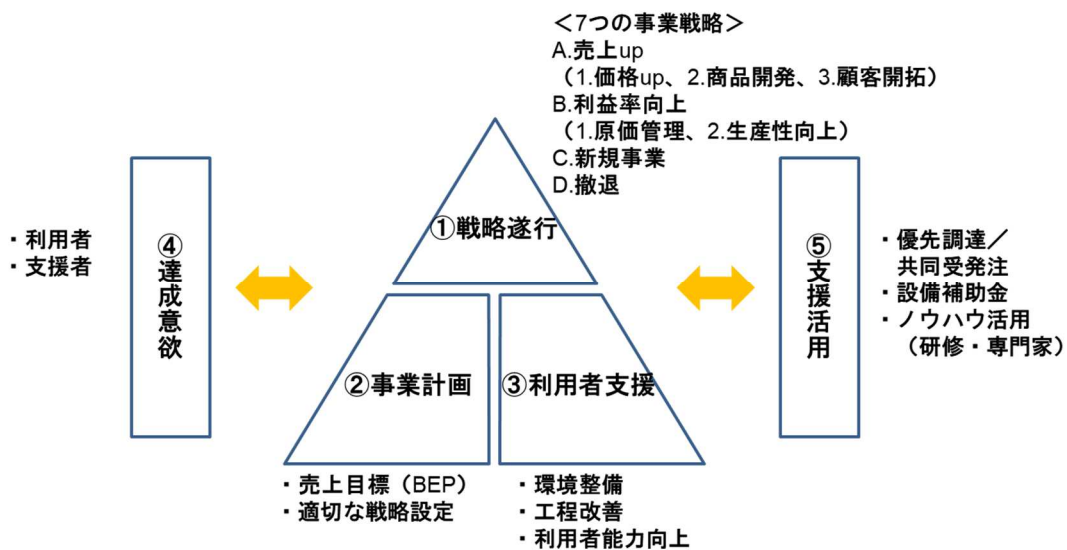 ＜7つの事業戦略＞
A.売上up
（1.価格up、2.商品開発、3.顧客開拓）
B.利益率向上
（1.原価管理、2.生産性向上）
C.新規事業
D.撤退
①戦略遂行
・利用者
・支援者
④達成意欲
⑤支援活用
・優先調達／
共同受発注
・設備補助金
・ノウハウ活用
（研修・専門家）
②事業計画
③利用者支援
・売上目標（BEP）
・適切な戦略設定
・環境整備
・工程改善
・利用者能力向上